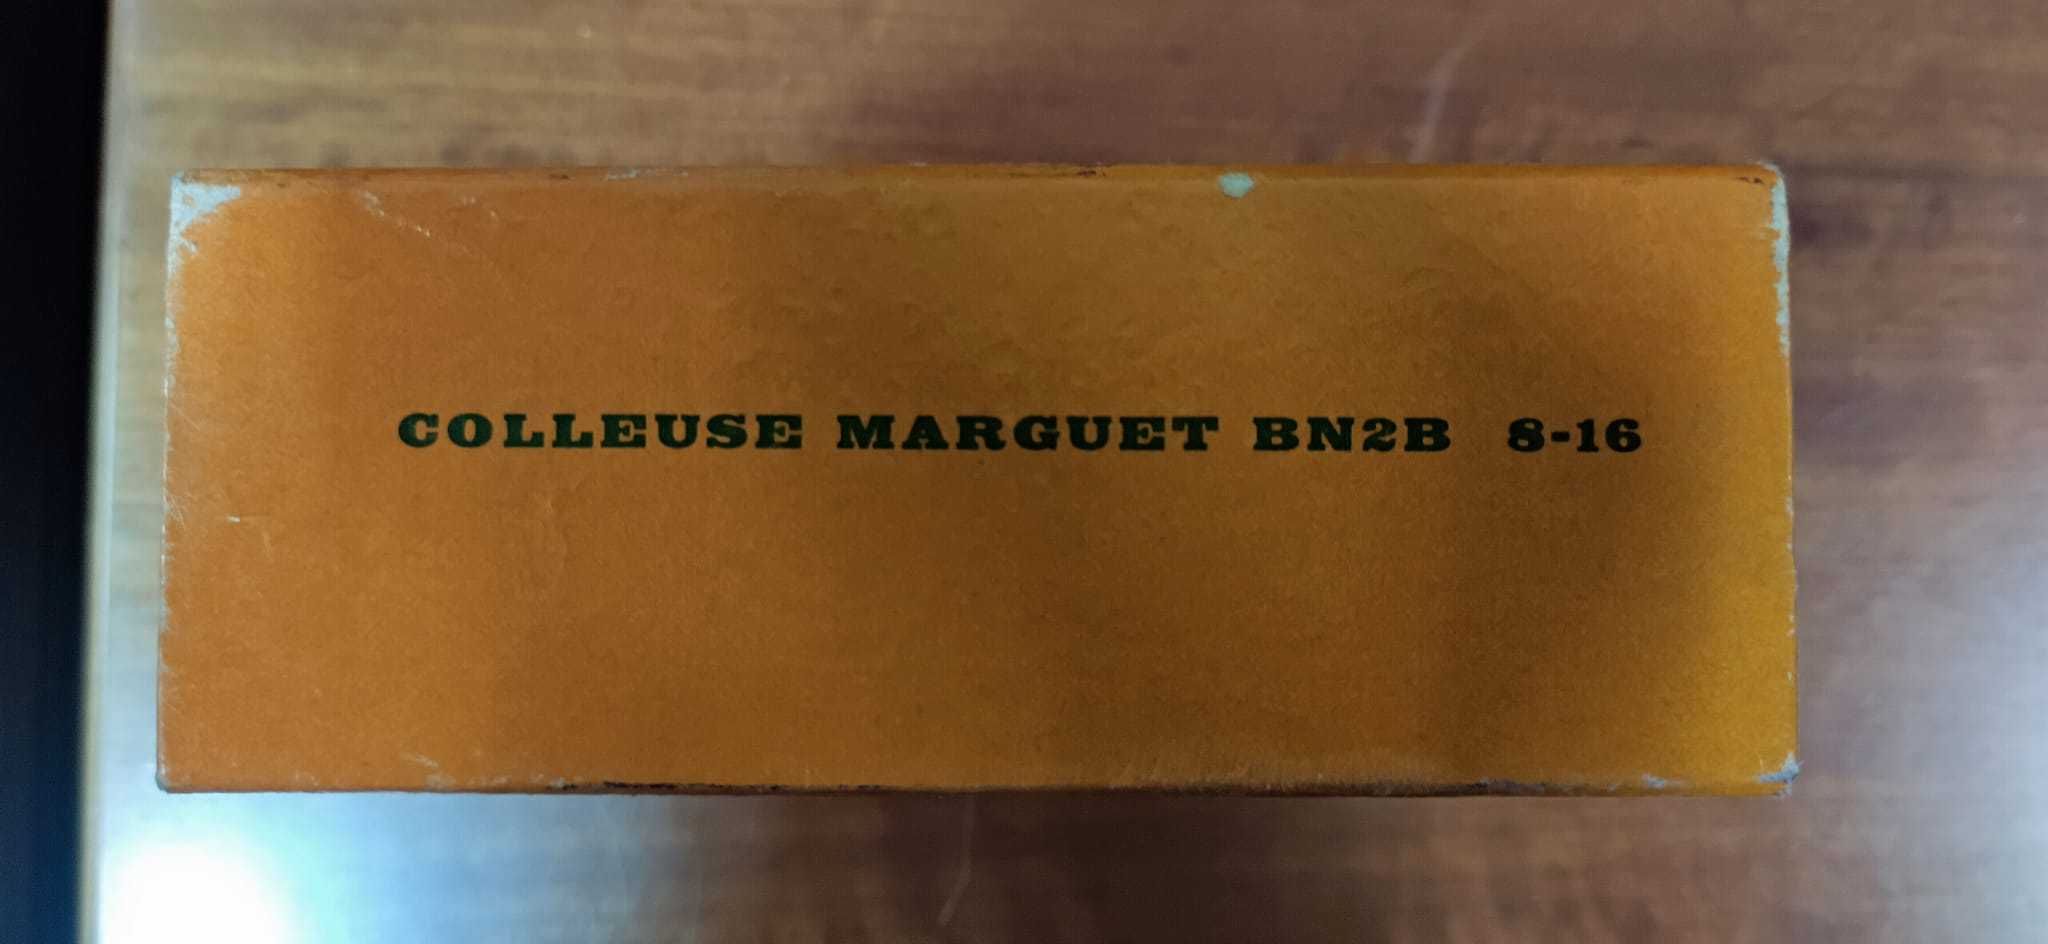 COLLEUSE MARGUET BN2B 8-16